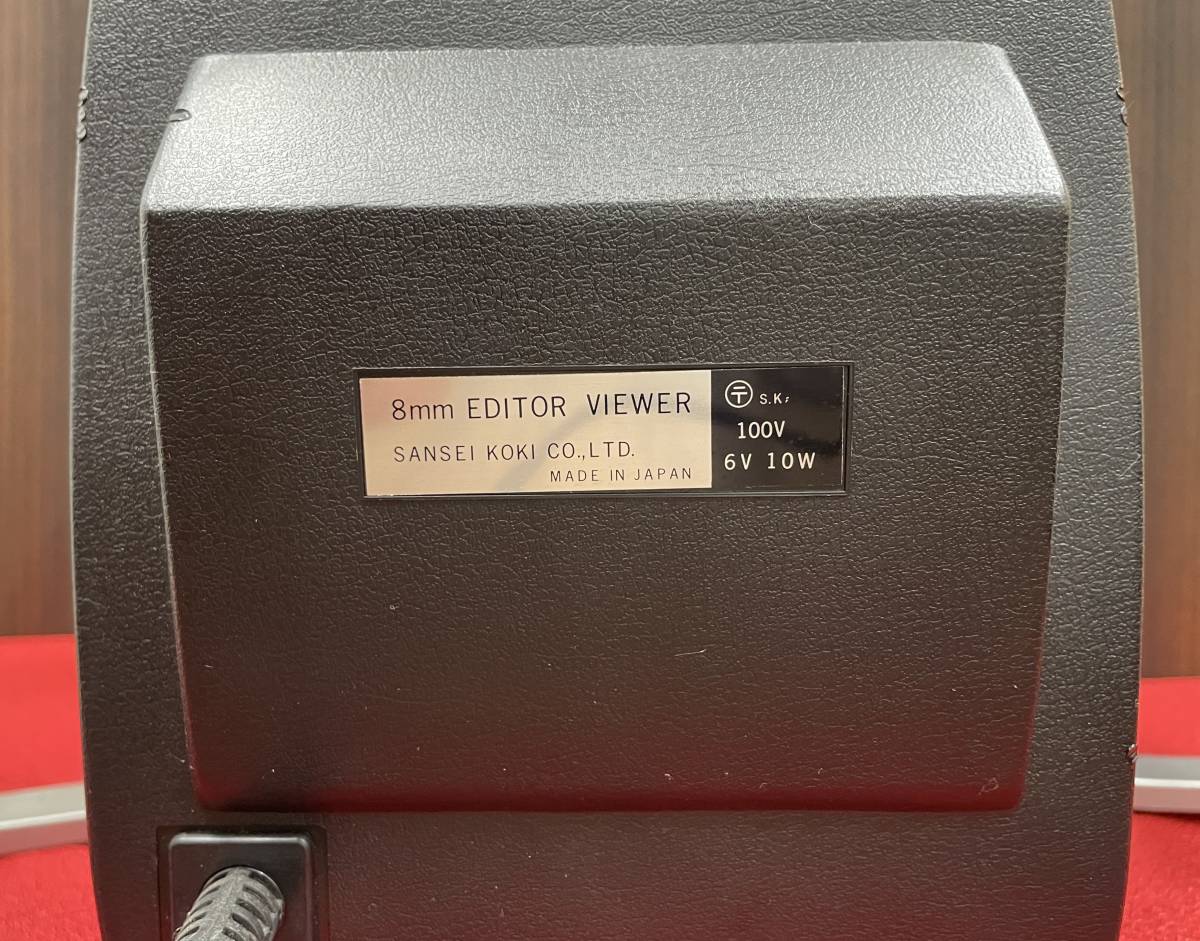 8mm EDITOR VIEWER
SANSEI KOKI CO.,LTD.
MADE IN JAPAN
〒 S.K.
100V
6V 10W